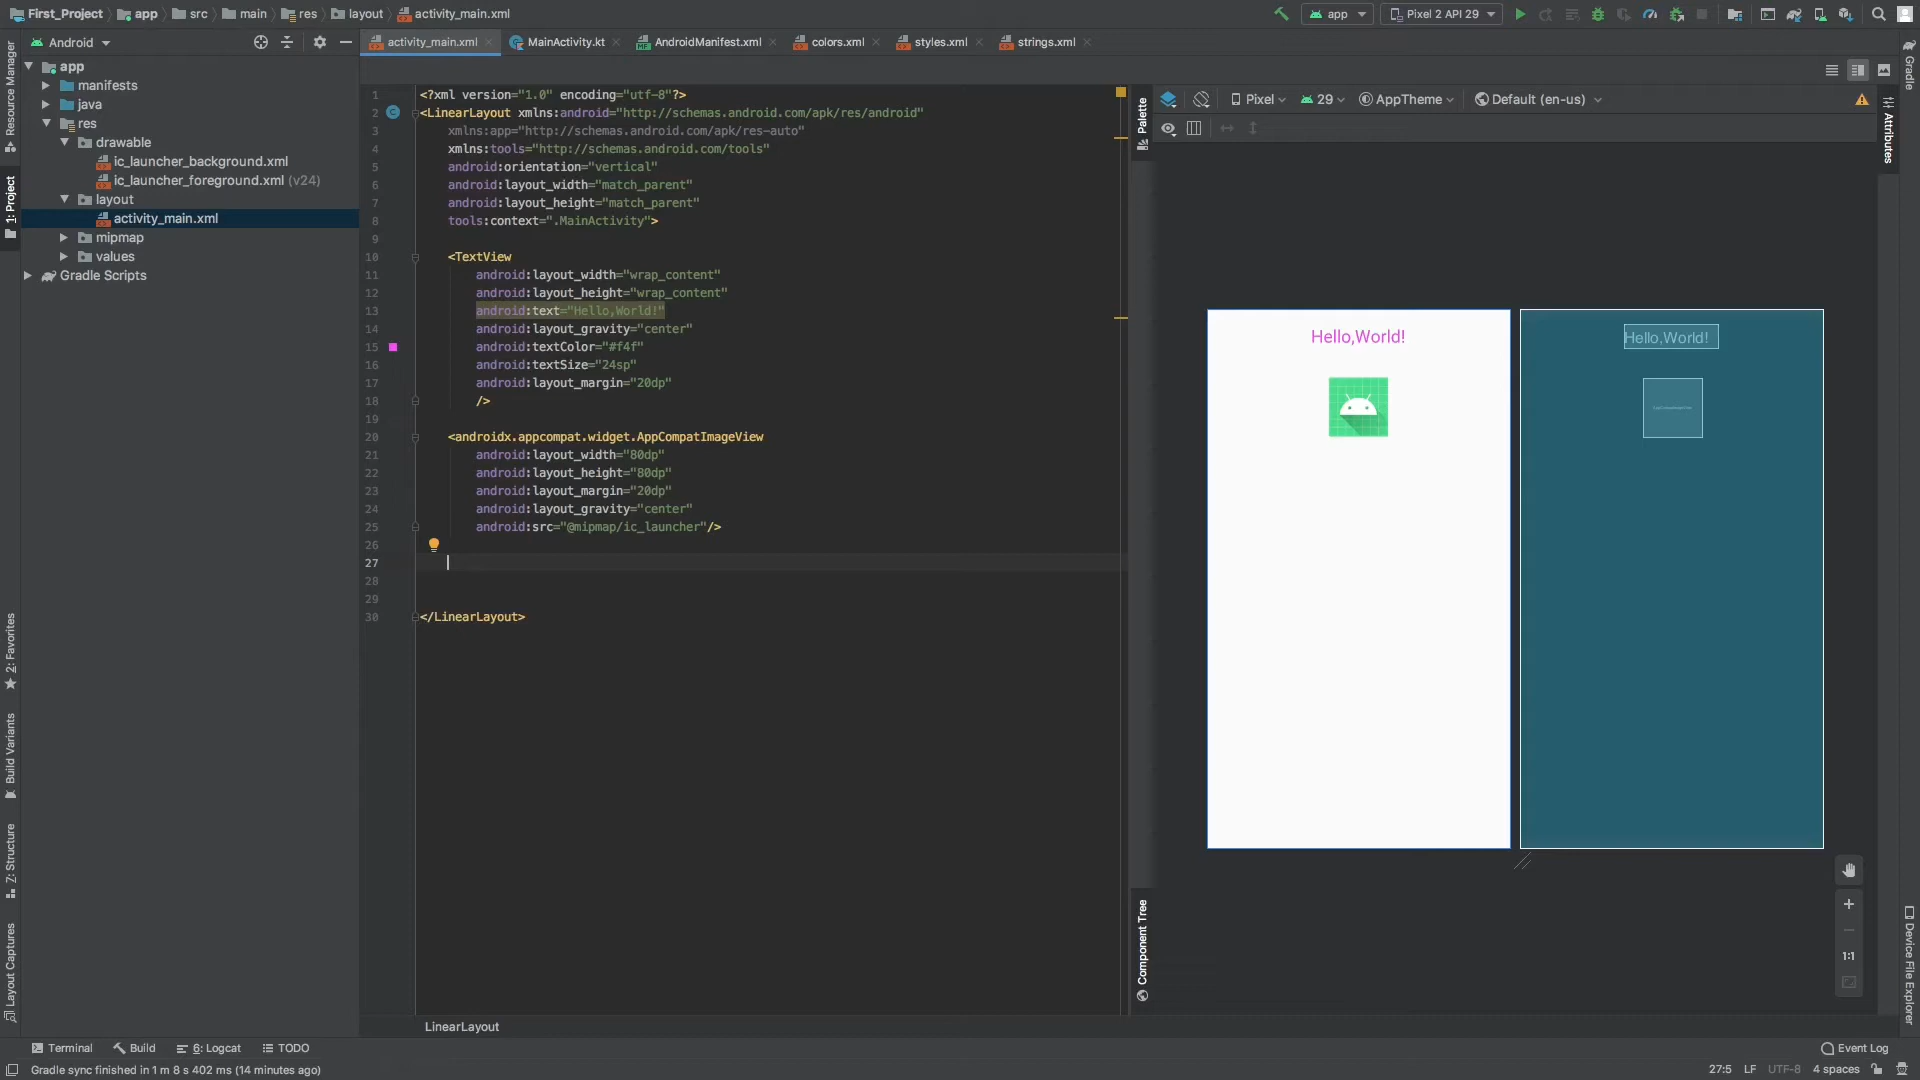 First_Project app src main res layout activity_main.xml app Pixel 2 API 29
Android
activity_main.xml MainActivity.kt AndroidManifest.xml colors.xml styles.xml strings.xml
Resource Manager
1: Project
2: Favorites
Build Variants
7: Structure
Layout Captures
app
manifests
java
res
drawable
ic_launcher_background.xml
ic_launcher_foreground.xml (v24)
layout
activity_main.xml
mipmap
values
Gradle Scripts
1 <?xml version="1.0" encoding="utf-8"?>
2 <LinearLayout xmlns:android="http://schemas.android.com/apk/res/android"
3 xmlns:app="http://schemas.android.com/apk/res-auto"
4 xmlns:tools="http://schemas.android.com/tools"
5 android:orientation="vertical"
6 android:layout_width="match_parent"
7 android:layout_height="match_parent"
8 tools:context=".MainActivity">
9
10 <TextView
11 android:layout_width="wrap_content"
12 android:layout_height="wrap_content"
13 android:text="Hello,World!"
14 android:layout_gravity="center"
15 android:textColor="#f4f"
16 android:textSize="24sp"
17 android:layout_margin="20dp"
18 />
19
20 <androidx.appcompat.widget.AppCompatImageView
21 android:layout_width="80dp"
22 android:layout_height="80dp"
23 android:layout_margin="20dp"
24 android:layout_gravity="center"
25 android:src="@mipmap/ic_launcher"/>
26
27
28
29
30 </LinearLayout>
LinearLayout
Palette
Component Tree
Pixel 29 AppTheme Default (en-us)
Hello,World!
Hello,World!
1:1
Gradle
Attributes
Device File Explorer
Terminal Build 6: Logcat TODO Event Log
Gradle sync finished in 1 m 8 s 402 ms (14 minutes ago) 27:5 LF UTF-8 4 spaces